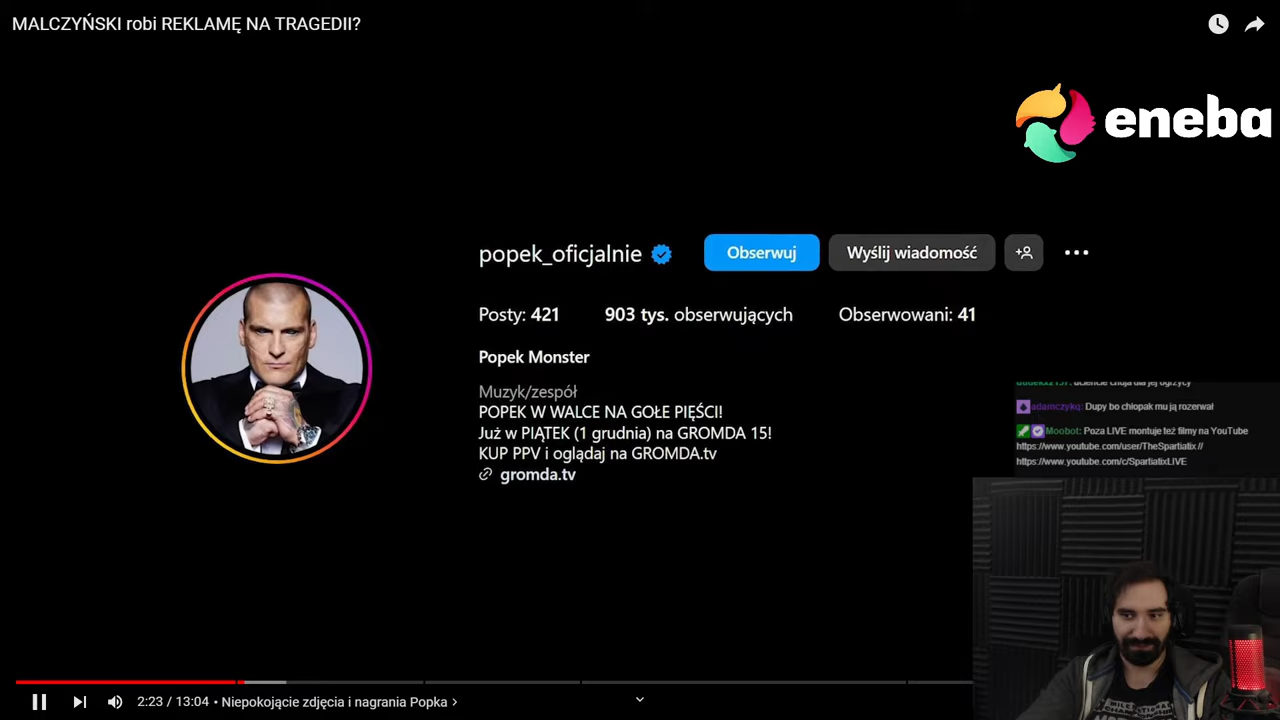 MALCZYŃSKI robi REKLAMĘ NA TRAGEDII?
eneba
popek_oficjalnie
Obserwuj
Wyślij wiadomość
Posty: 421
903 tys. obserwujących
Obserwowani: 41
Popek Monster
Muzyk/zespół
POPEK W WALCE NA GOŁE PIĘŚCI!
Już w PIĄTEK (1 grudnia) na GROMDA 15!
KUP PPV i oglądaj na GROMDA.tv
gromda.tv
adamczykq: Dupy bo chłopak mu ją rozerwał
Moobot: Poza LIVE montuje też filmy na YouTube
https://www.youtube.com/user/TheSpartiatix //
https://www.youtube.com/c/SpartiatixLIVE
2:23 / 13:04 • Niepokojące zdjęcia i nagrania Popka